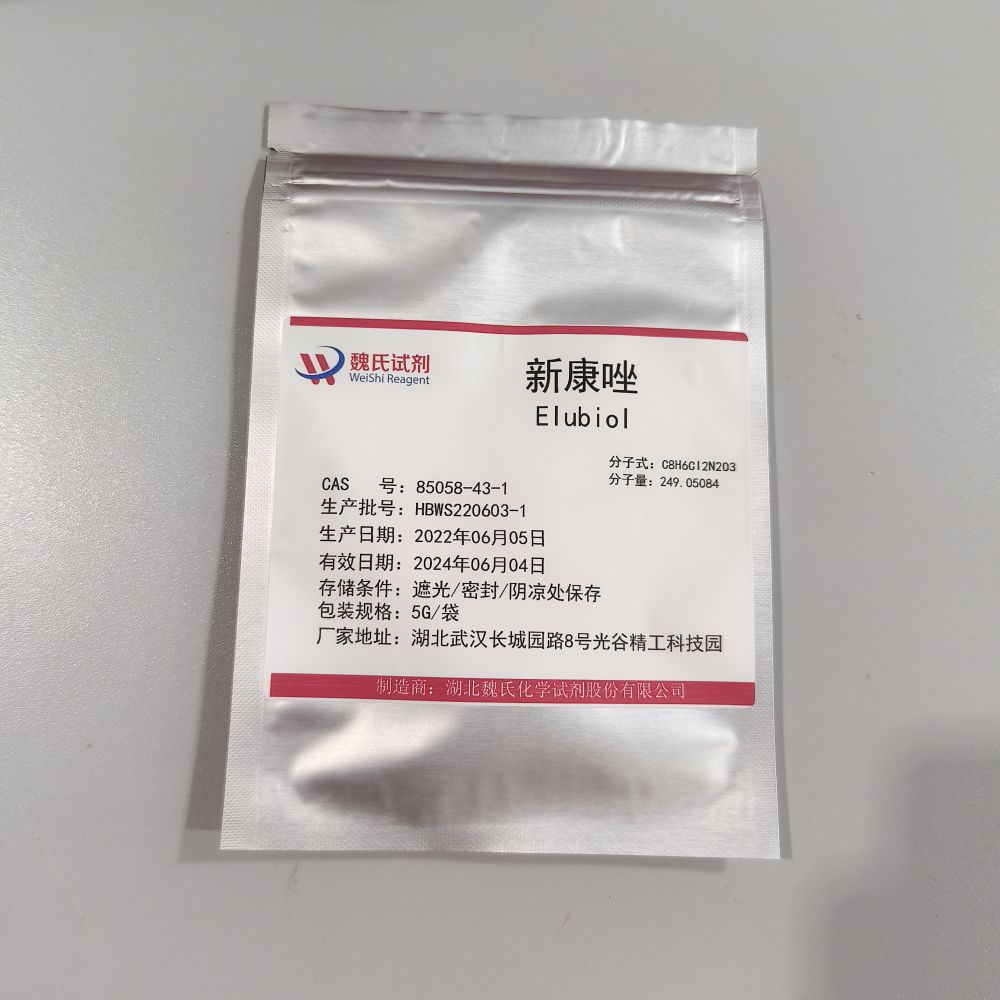 魏氏试剂
WeiShi Reagent
新康唑
Elubiol
分子式：C8H6Cl2N2O3
分子量：249.05084
CAS 号：85058-43-1
生产批号：HBWS220603-1
生产日期：2022年06月05日
有效日期：2024年06月04日
存储条件：遮光/密封/阴凉处保存
包装规格：5G/袋
厂家地址：湖北武汉长城园路8号光谷精工科技园
制造商：湖北魏氏化学试剂股份有限公司